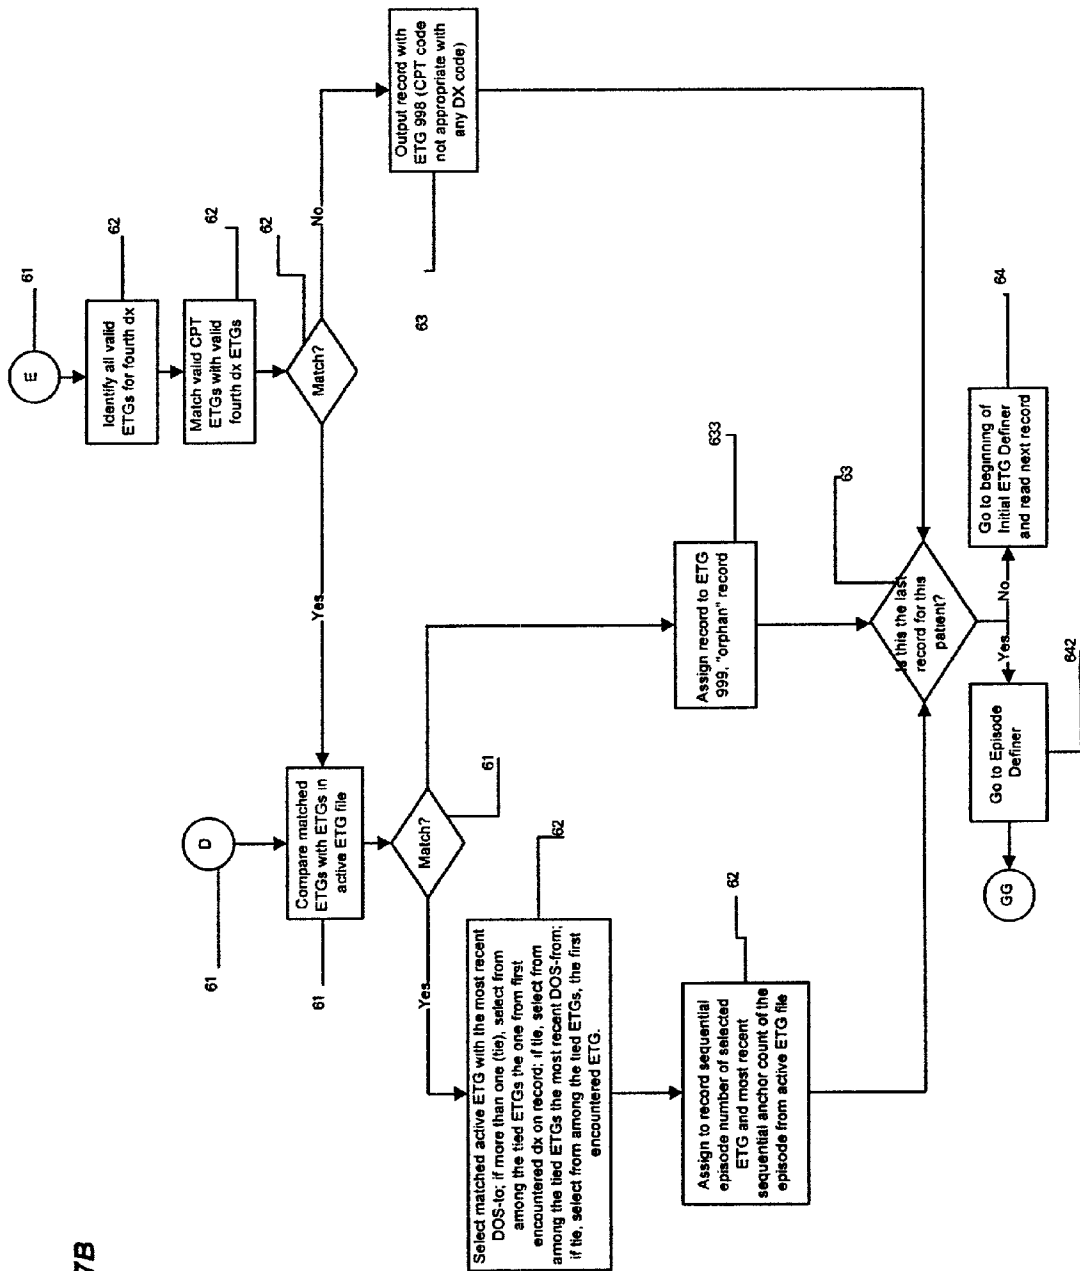 7B
E
61
Identify all valid
ETGs for fourth dx
62
Match valid CPT
ETGs with valid
fourth dx ETGs
62
Match?
62
No
Yes
Output record with
ETG 998 (CPT code
not appropriate with
any DX code)
63
D
61
Compare matched
ETGs with ETGs in
active ETG file
61
Match?
61
Yes
Select matched active ETG with the most recent
DOS-to; if more than one (tie), select from
among the tied ETGs the one from first
encountered dx on record; if tie, select from
among the tied ETGs the most recent DOS-from;
if tie, select from among the tied ETGs, the first
encountered ETG.
62
Assign to record sequential
episode number of selected
ETG and most recent
sequential anchor count of the
episode from active ETG file
62
Assign record to ETG
999, "orphan" record
633
Is this the last
record for this
patient?
63
Yes
No
Go to beginning of
Initial ETG Definer
and read next record
64
Go to Episode
Definer
642
GG